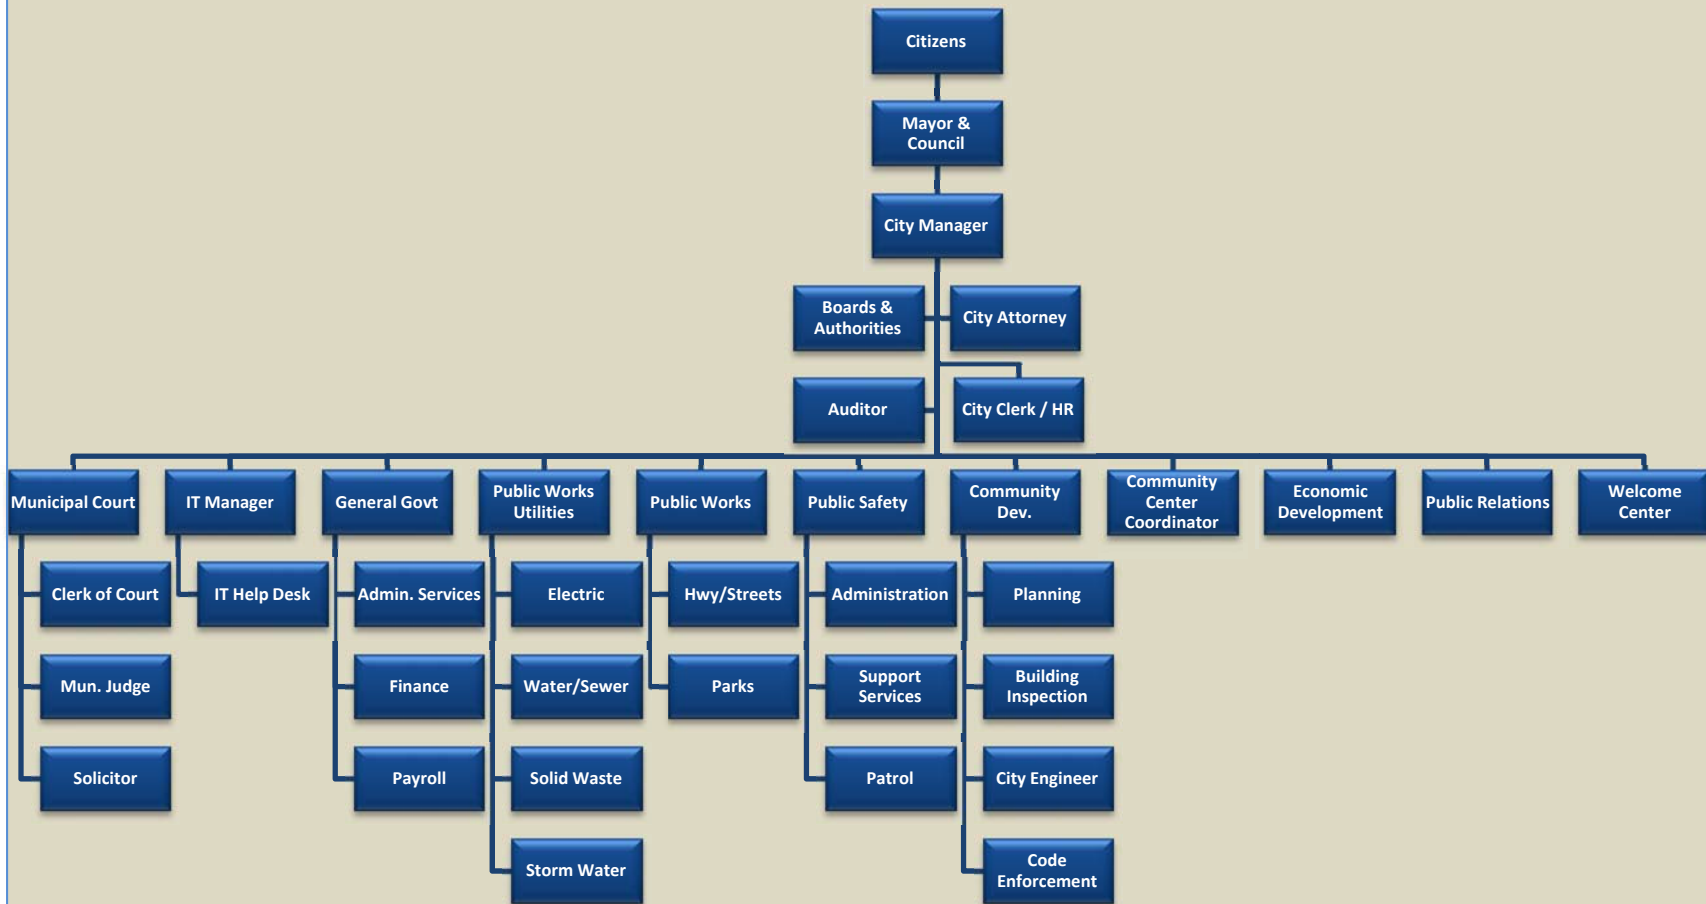 Citizens
Mayor &
Council
City Manager
Boards &
Authorities
City Attorney
Auditor
City Clerk / HR
Municipal Court
IT Manager
General Govt
Public Works
Utilities
Public Works
Public Safety
Community
Dev.
Community
Center
Coordinator
Economic
Development
Public Relations
Welcome
Center
Clerk of Court
IT Help Desk
Admin. Services
Electric
Hwy/Streets
Administration
Planning
Mun. Judge
Finance
Water/Sewer
Parks
Support
Services
Building
Inspection
Solicitor
Payroll
Solid Waste
Patrol
City Engineer
Storm Water
Code
Enforcement